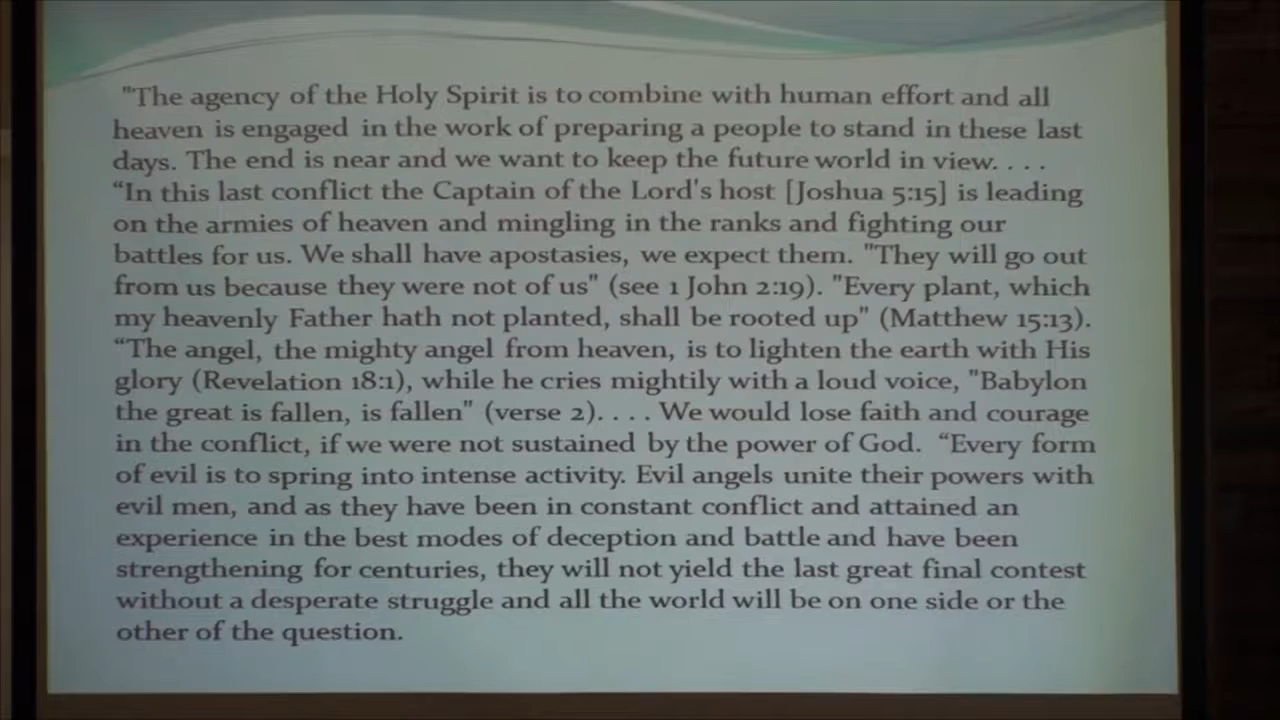 "The agency of the Holy Spirit is to combine with human effort and all
heaven is engaged in the work of preparing a people to stand in these last
days. The end is near and we want to keep the future world in view. . . .
“In this last conflict the Captain of the Lord's host [Joshua 5:15] is leading
on the armies of heaven and mingling in the ranks and fighting our
battles for us. We shall have apostasies, we expect them. "They will go out
from us because they were not of us" (see 1 John 2:19). "Every plant, which
my heavenly Father hath not planted, shall be rooted up" (Matthew 15:13).
“The angel, the mighty angel from heaven, is to lighten the earth with His
glory (Revelation 18:1), while he cries mightily with a loud voice, "Babylon
the great is fallen, is fallen" (verse 2). . . . We would lose faith and courage
in the conflict, if we were not sustained by the power of God. “Every form
of evil is to spring into intense activity. Evil angels unite their powers with
evil men, and as they have been in constant conflict and attained an
experience in the best modes of deception and battle and have been
strengthening for centuries, they will not yield the last great final contest
without a desperate struggle and all the world will be on one side or the
other of the question.